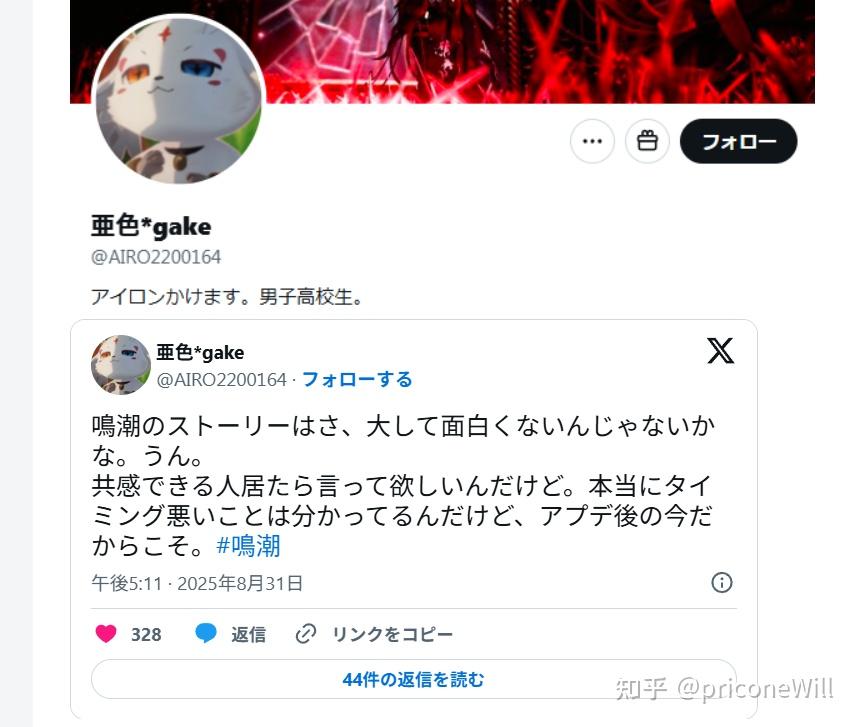 フォロー
亜色*gake
@AIRO2200164
アイロンかけます。男子高校生。
亜色*gake
@AIRO2200164 · フォローする
鳴潮のストーリーはさ、大して面白くないんじゃないか
な。うん。
共感できる人居たら言って欲しいんだけど。本当にタイ
ミング悪いことは分かってるんだけど、アプデ後の今だ
からこそ。#鳴潮
午後5:11 · 2025年8月31日
328 返信 リンクをコピー
44件の返信を読む
知乎 @priconeWill